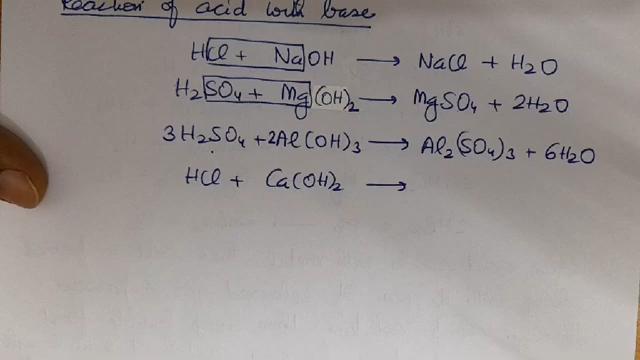 Reaction of acid with base
HCl + NaOH → NaCl + H₂O
H₂SO₄ + Mg(OH)₂ → MgSO₄ + 2H₂O
3H₂SO₄ + 2Al(OH)₃ → Al₂(SO₄)₃ + 6H₂O
HCl + Ca(OH)₂ →